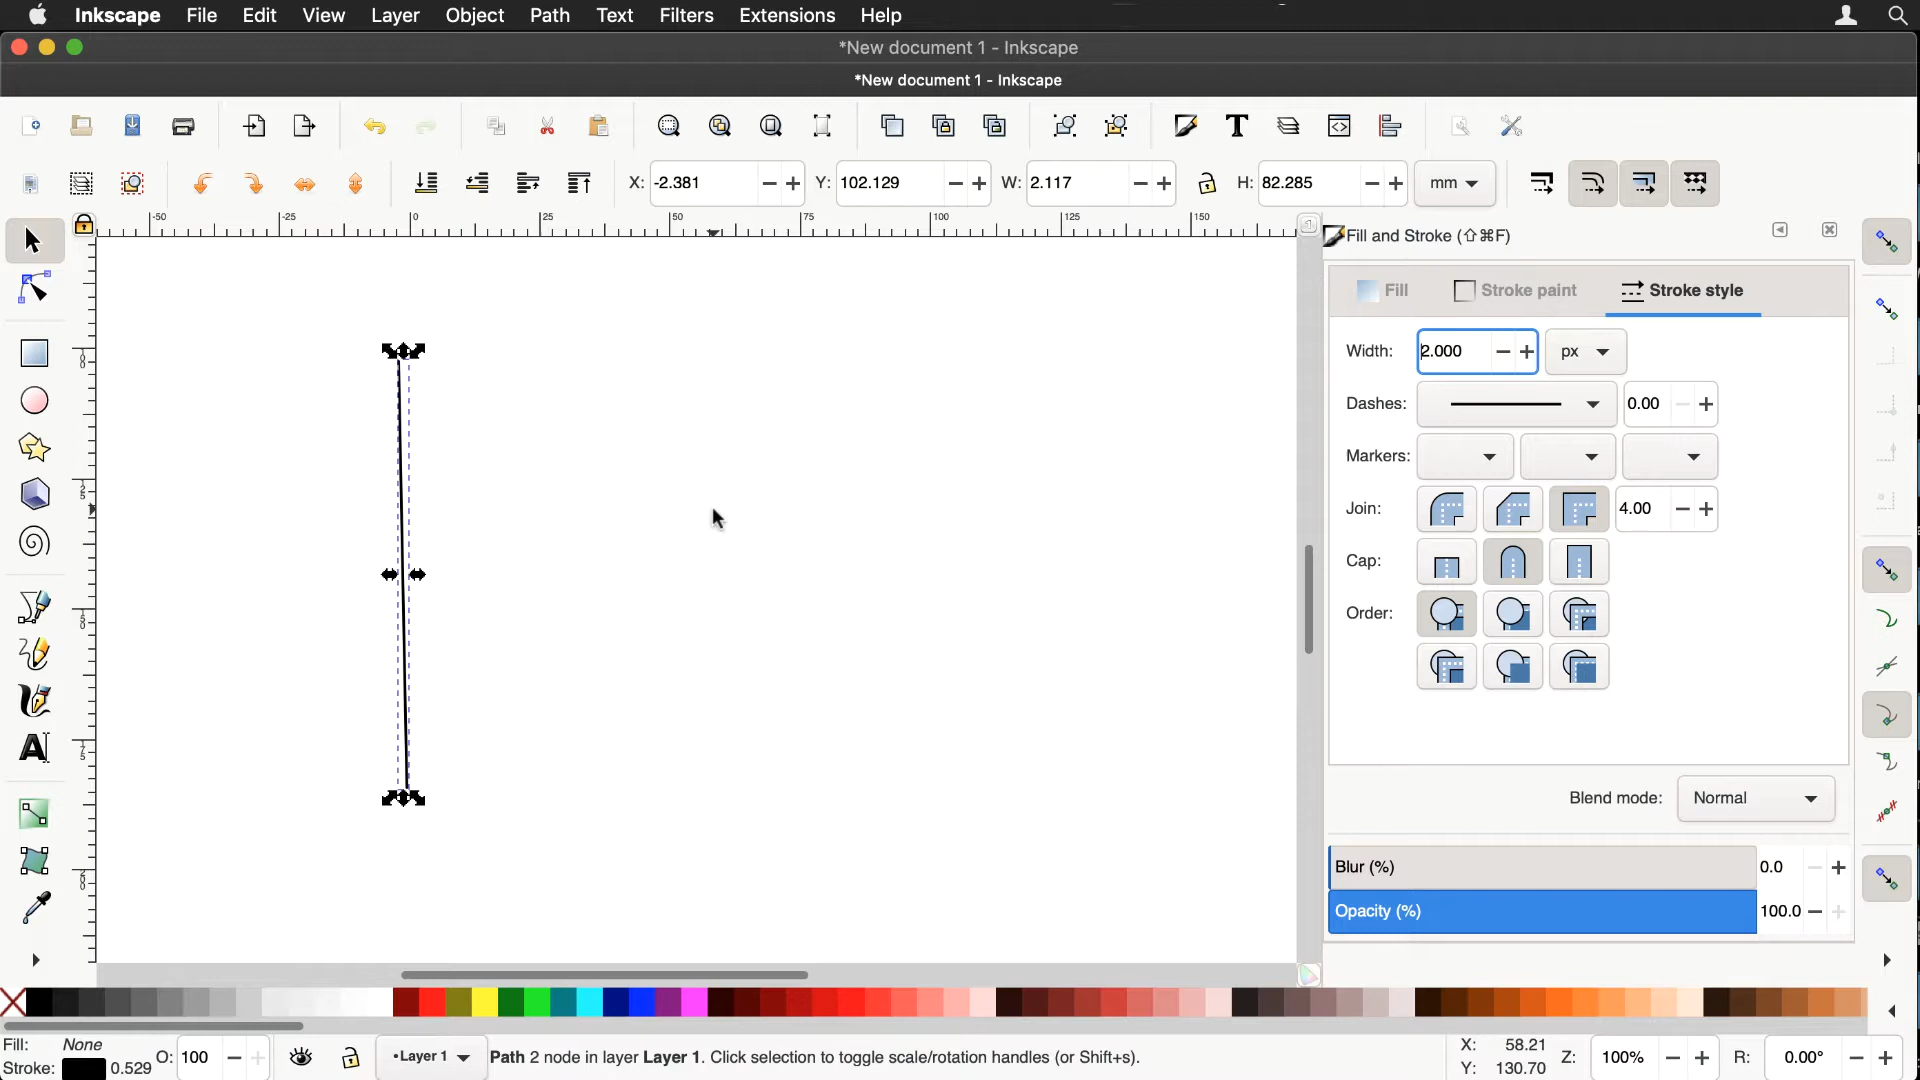 Inkscape File Edit View Layer Object Path Text Filters Extensions Help
*New document 1 - Inkscape
*New document 1 - Inkscape
X: -2.381 Y: 102.129 W: 2.117 H: 82.285 mm
-50 -25 0 25 50 75 100 125 150
Fill and Stroke (⇧⌘F)
Fill Stroke paint Stroke style
Width: 2.000 px
Dashes: 0.00
Markers:
Join: 4.00
Cap:
Order:
Blend mode: Normal
Blur (%) 0.0
Opacity (%) 100.0
Fill: None
Stroke: 0.529 O: 100 •Layer 1 Path 2 node in layer Layer 1. Click selection to toggle scale/rotation handles (or Shift+s). X: 58.21 Y: 130.70 Z: 100% R: 0.00°